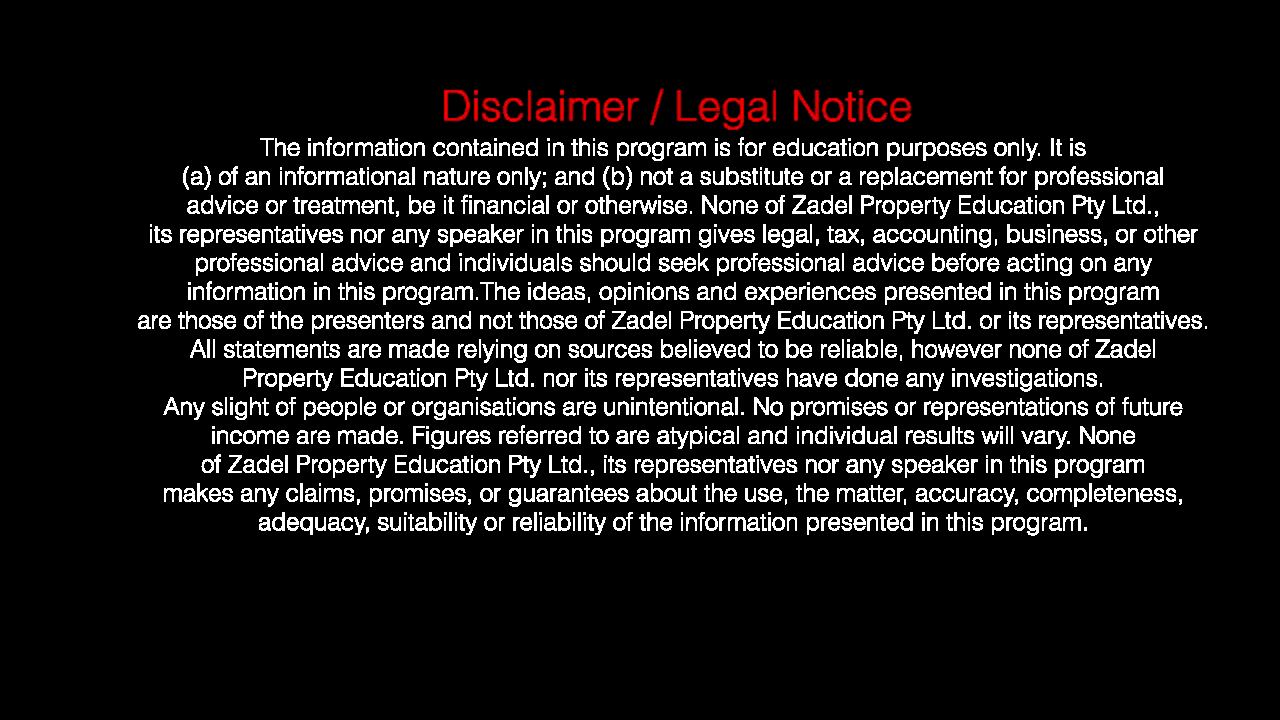 Disclaimer / Legal Notice
The information contained in this program is for education purposes only. It is
(a) of an informational nature only; and (b) not a substitute or a replacement for professional
advice or treatment, be it financial or otherwise. None of Zadel Property Education Pty Ltd.,
its representatives nor any speaker in this program gives legal, tax, accounting, business, or other
professional advice and individuals should seek professional advice before acting on any
information in this program.The ideas, opinions and experiences presented in this program
are those of the presenters and not those of Zadel Property Education Pty Ltd. or its representatives.
All statements are made relying on sources believed to be reliable, however none of Zadel
Property Education Pty Ltd. nor its representatives have done any investigations.
Any slight of people or organisations are unintentional. No promises or representations of future
income are made. Figures referred to are atypical and individual results will vary. None
of Zadel Property Education Pty Ltd., its representatives nor any speaker in this program
makes any claims, promises, or guarantees about the use, the matter, accuracy, completeness,
adequacy, suitability or reliability of the information presented in this program.